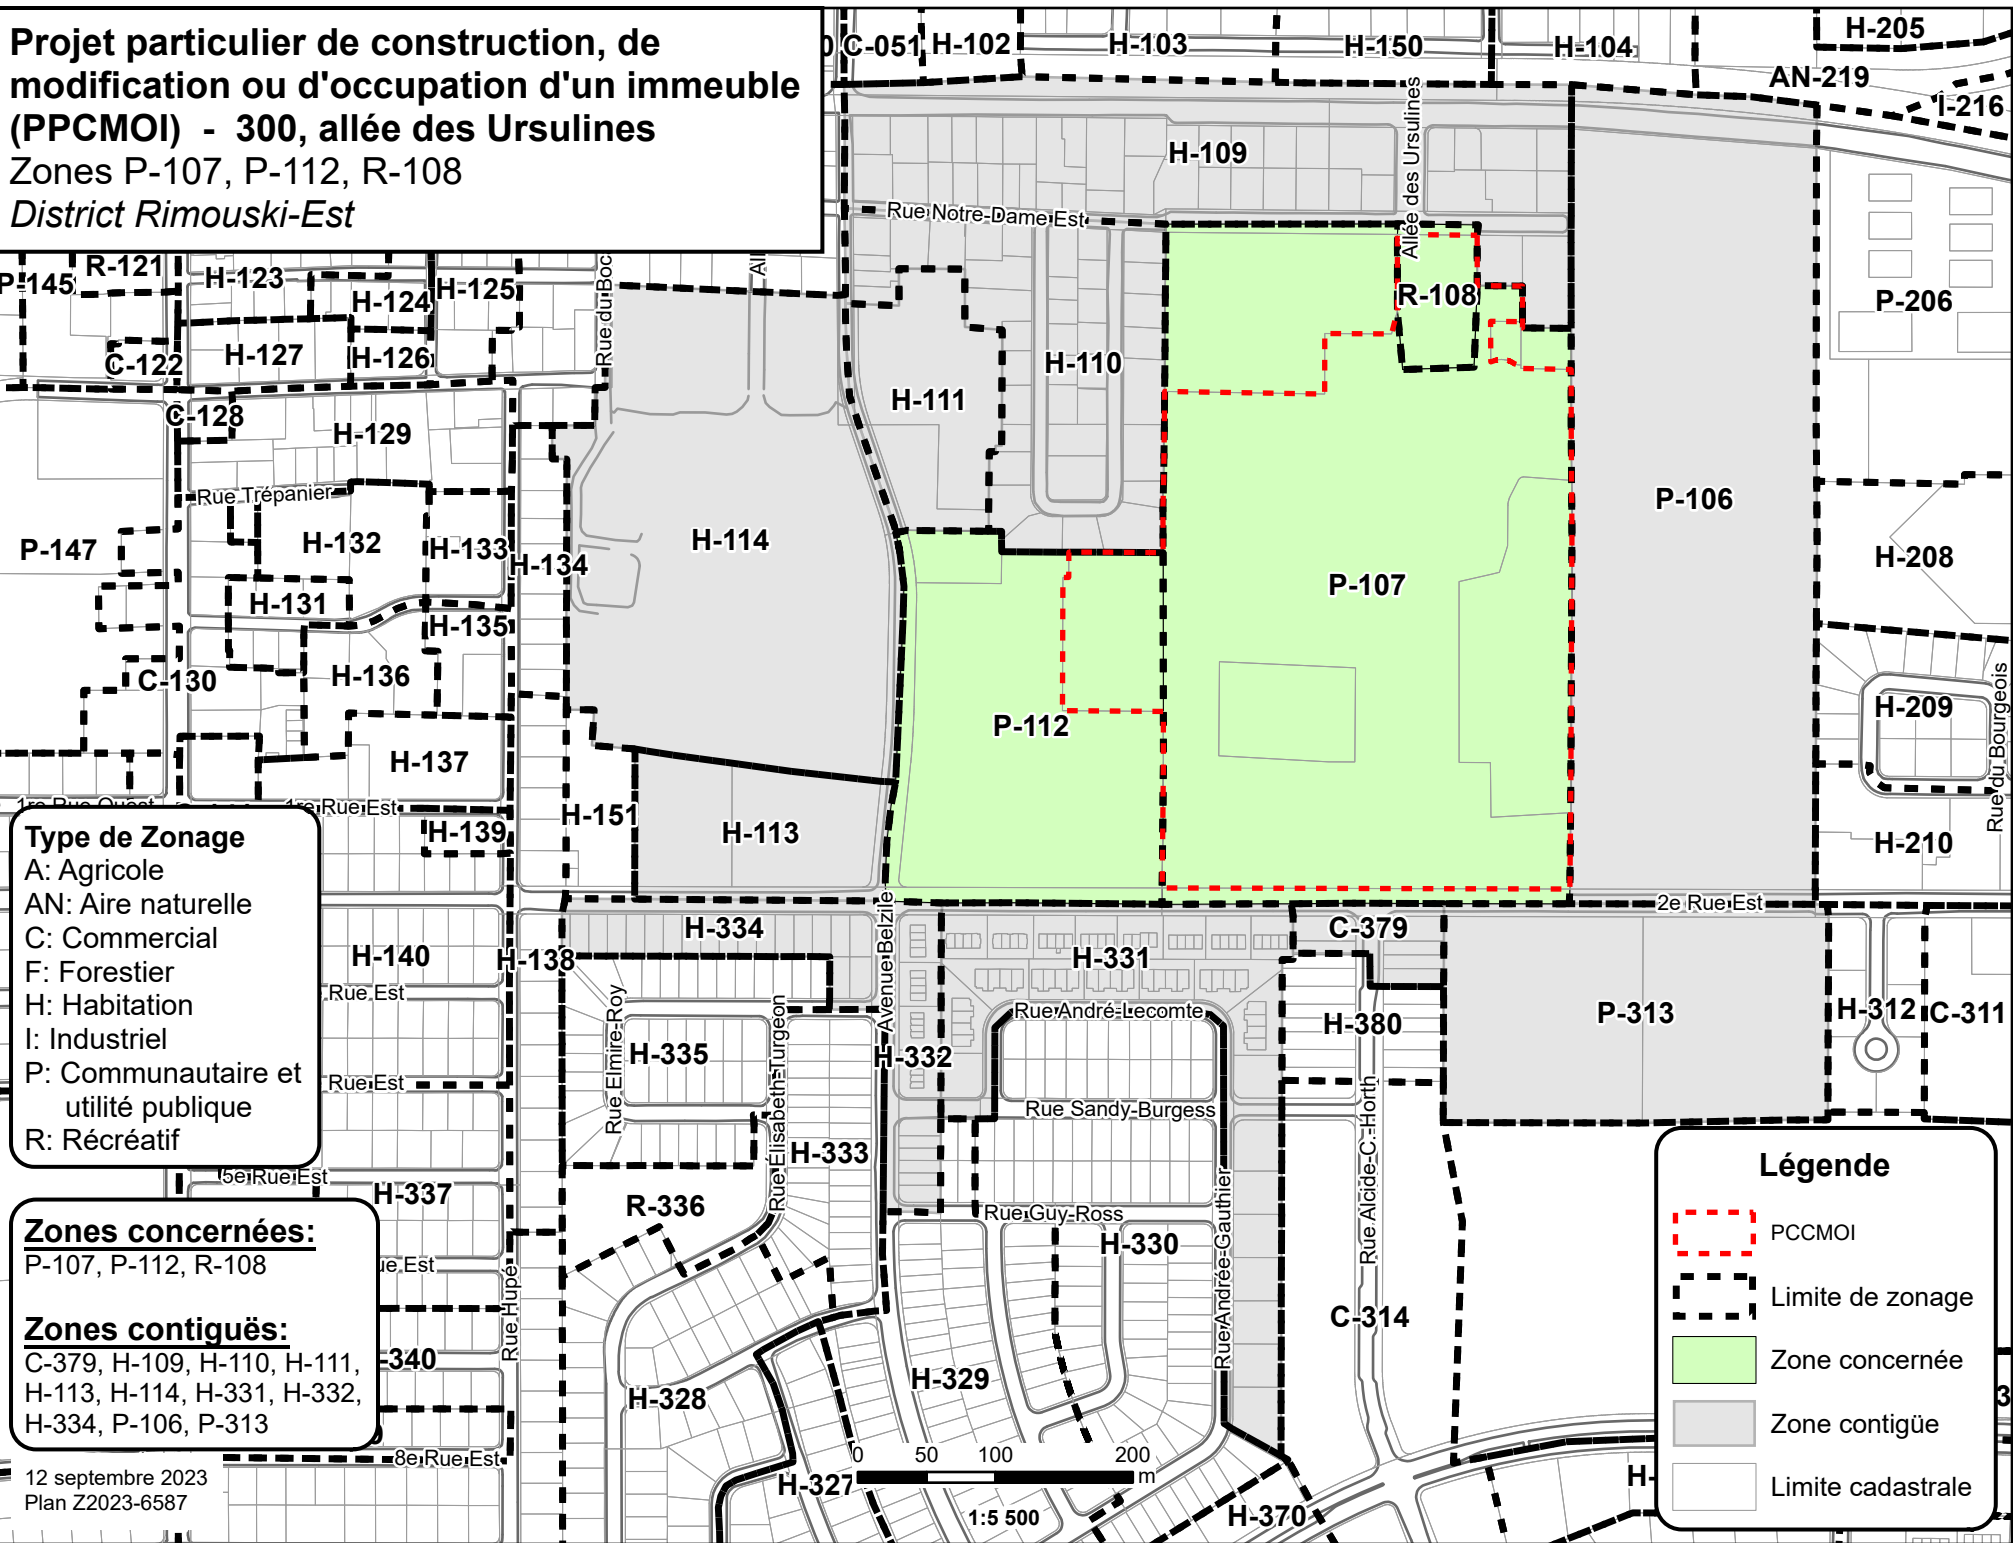 Projet particulier de construction, de
modification ou d'occupation d'un immeuble
(PPCMOI) - 300, allée des Ursulines
Zones P-107, P-112, R-108
District Rimouski-Est
C-051
H-102
H-103
H-150
H-104
H-205
AN-219
I-216
H-109
Allée des Ursulines
Rue Notre-Dame Est
P-145
R-121
H-123
H-124
H-125
C-122
H-127
H-126
Rue du Boc
All
R-108
P-206
H-110
H-111
C-128
H-129
Rue Trépanier
P-147
H-132
H-133
H-134
H-114
P-106
P-107
H-208
H-131
H-135
C-130
H-136
P-112
H-209
Rue du Bourgeois
H-137
1re Rue Ouest
1re Rue Est
H-139
H-151
H-113
H-210
Type de Zonage
A: Agricole
AN: Aire naturelle
C: Commercial
F: Forestier
H: Habitation
I: Industriel
P: Communautaire et
utilité publique
R: Récréatif
2e Rue Est
H-140
H-138
H-334
Avenue Belzile
H-331
C-379
Rue Est
Rue Elmire-Roy
H-335
Rue Elisabeth-Turgeon
H-332
Rue André-Lecomte
H-380
P-313
H-312
C-311
Rue Est
Rue Sandy-Burgess
Rue Alcide-C.-Horth
H-333
5e Rue Est
H-337
R-336
Rue Guy-Ross
H-330
Rue Andrée-Gauthier
Zones concernées:
P-107, P-112, R-108
Zones contiguës:
C-379, H-109, H-110, H-111,
H-113, H-114, H-331, H-332,
H-334, P-106, P-313
ue Est
Rue Hupé
-340
8e Rue Est
H-328
H-329
H-327
C-314
H-370
H-
3
Légende
PCCMOI
Limite de zonage
Zone concernée
Zone contigüe
Limite cadastrale
0 50 100 200
m
1:5 500
12 septembre 2023
Plan Z2023-6587